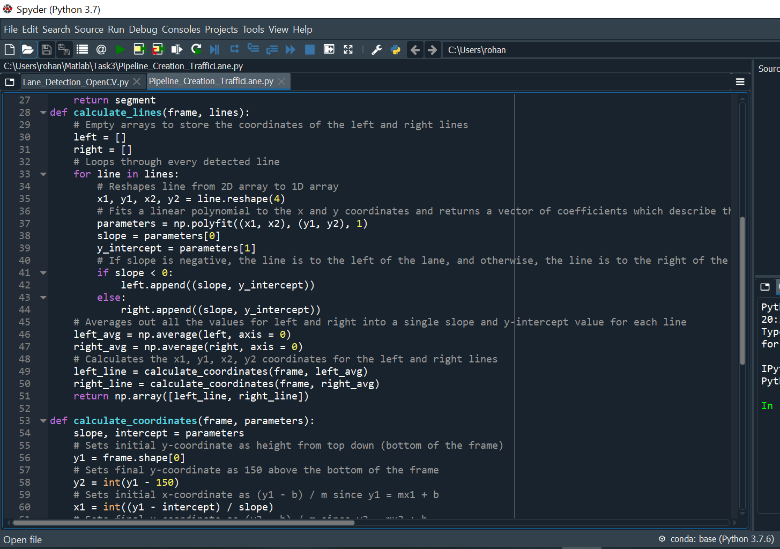 Spyder (Python 3.7)
File Edit Search Source Run Debug Consoles Projects Tools View Help
C:\Users\rohan
C:\Users\rohan\Matlab\Task3\Pipeline_Creation_TrafficLane.py
Sourc
Lane_Detection_OpenCV.py Pipeline_Creation_TrafficLane.py
27 return segment
28 def calculate_lines(frame, lines):
29 # Empty arrays to store the coordinates of the left and right lines
30 left = []
31 right = []
32 # Loops through every detected line
33 for line in lines:
34 # Reshapes line from 2D array to 1D array
35 x1, y1, x2, y2 = line.reshape(4)
36 # Fits a linear polynomial to the x and y coordinates and returns a vector of coefficients which describe th
37 parameters = np.polyfit((x1, x2), (y1, y2), 1)
38 slope = parameters[0]
39 y_intercept = parameters[1]
40 # If slope is negative, the line is to the left of the lane, and otherwise, the line is to the right of the
41 if slope < 0:
42 left.append((slope, y_intercept))
43 else:
44 right.append((slope, y_intercept))
45 # Averages out all the values for left and right into a single slope and y-intercept value for each line
46 left_avg = np.average(left, axis = 0)
47 right_avg = np.average(right, axis = 0)
48 # Calculates the x1, y1, x2, y2 coordinates for the left and right lines
49 left_line = calculate_coordinates(frame, left_avg)
50 right_line = calculate_coordinates(frame, right_avg)
51 return np.array([left_line, right_line])
52
53 def calculate_coordinates(frame, parameters):
54 slope, intercept = parameters
55 # Sets initial y-coordinate as height from top down (bottom of the frame)
56 y1 = frame.shape[0]
57 # Sets final y-coordinate as 150 above the bottom of the frame
58 y2 = int(y1 - 150)
59 # Sets initial x-coordinate as (y1 - b) / m since y1 = mx1 + b
60 x1 = int((y1 - intercept) / slope)
Pyt
20:
Typ
for
IPy
Pyt
In
Open file
conda: base (Python 3.7.6)